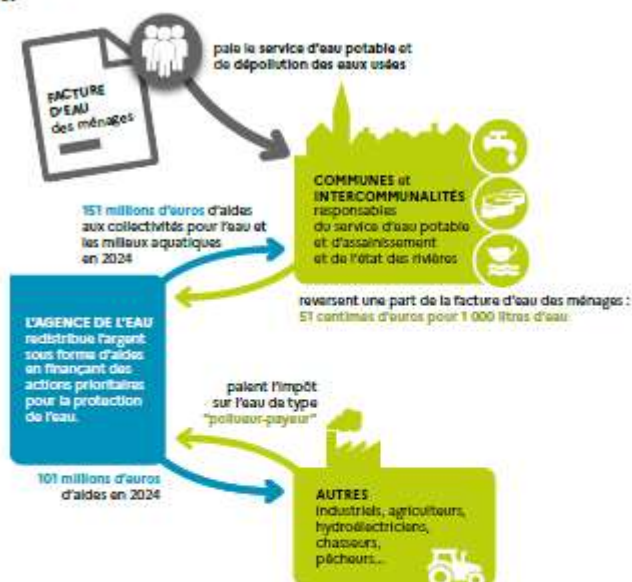 FACTURE
D'EAU
des ménages
paie le service d'eau potable et
de dépollution des eaux usées
COMMUNES et
INTERCOMMUNALITÉS
responsables
du service d'eau potable
et d'assainissement
et de l'état des rivières
151 millions d'euros d'aides
aux collectivités pour l'eau et
les milieux aquatiques
en 2024
reversent une part de la facture d'eau des ménages :
51 centimes d'euros pour 1 000 litres d'eau
L'AGENCE DE L'EAU
redistribue l'argent
sous forme d'aides
en finançant des
actions prioritaires
pour la protection
de l'eau.
paient l'impôt
sur l'eau de type
"pollueur-payeur"
101 millions d'euros
d'aides en 2024
AUTRES
industriels, agriculteurs,
hydroélectriciens,
chasseurs,
pêcheurs...